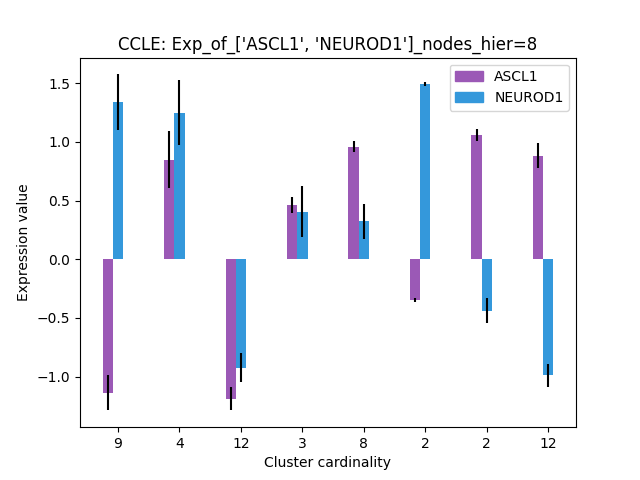 CCLE: Exp_of_['ASCL1', 'NEUROD1']_nodes_hier=8
ASCL1
NEUROD1
1.5
1.0
0.5
0.0
−0.5
−1.0
Expression value
9 4 12 3 8 2 2 12
Cluster cardinality